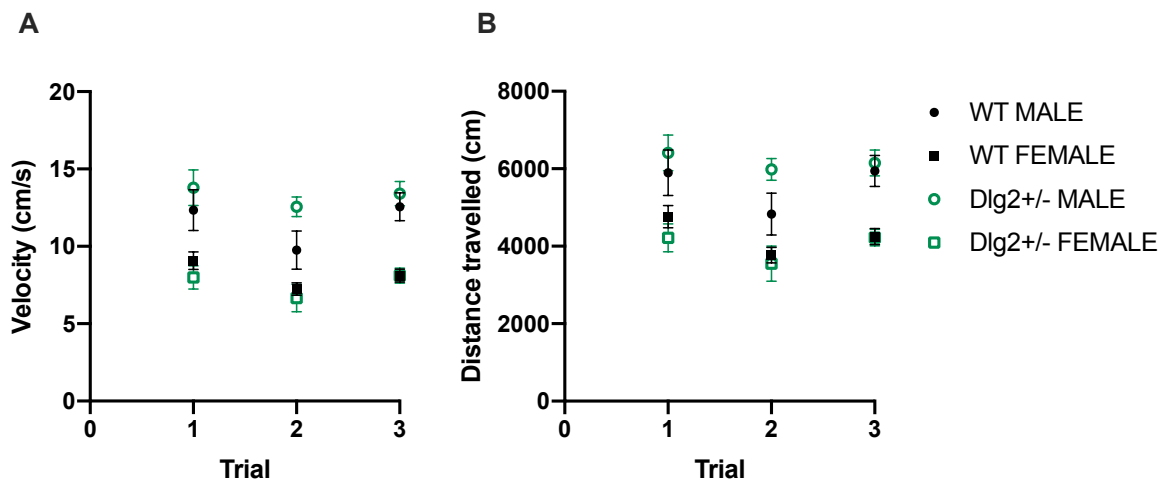 A
Velocity (cm/s)
20
15
10
5
0
0 1 2 3
Trial
B
Distance travelled (cm)
8000
6000
4000
2000
0
0 1 2 3
Trial
WT MALE
WT FEMALE
Dlg2+/- MALE
Dlg2+/- FEMALE